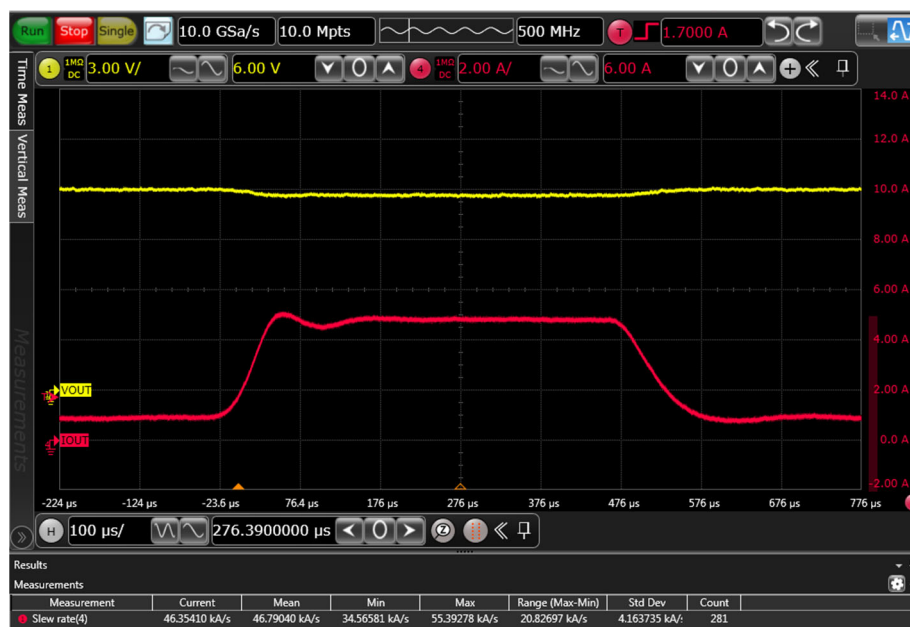 Run Stop Single 10.0 GSa/s 10.0 Mpts 500 MHz T 1.7000 A
1 1MΩ DC 3.00 V/ 6.00 V 0 4 1MΩ DC 2.00 A/ 6.00 A 0
Time Meas
Vertical Meas
Measurements
14.0 A
12.0 A
10.0 A
8.00 A
6.00 A
4.00 A
VOUT
2.00 A
IOUT
0.0 A
-2.00 A
-224 µs -124 µs -23.6 µs 76.4 µs 176 µs 276 µs 376 µs 476 µs 576 µs 676 µs 776 µs
H 100 µs/ 276.3900000 µs 0 Z
Results
Measurements
Measurement Current Mean Min Max Range (Max-Min) Std Dev Count
Slew rate(4) 46.35410 kA/s 46.79040 kA/s 34.56581 kA/s 55.39278 kA/s 20.82697 kA/s 4.163735 kA/ 281